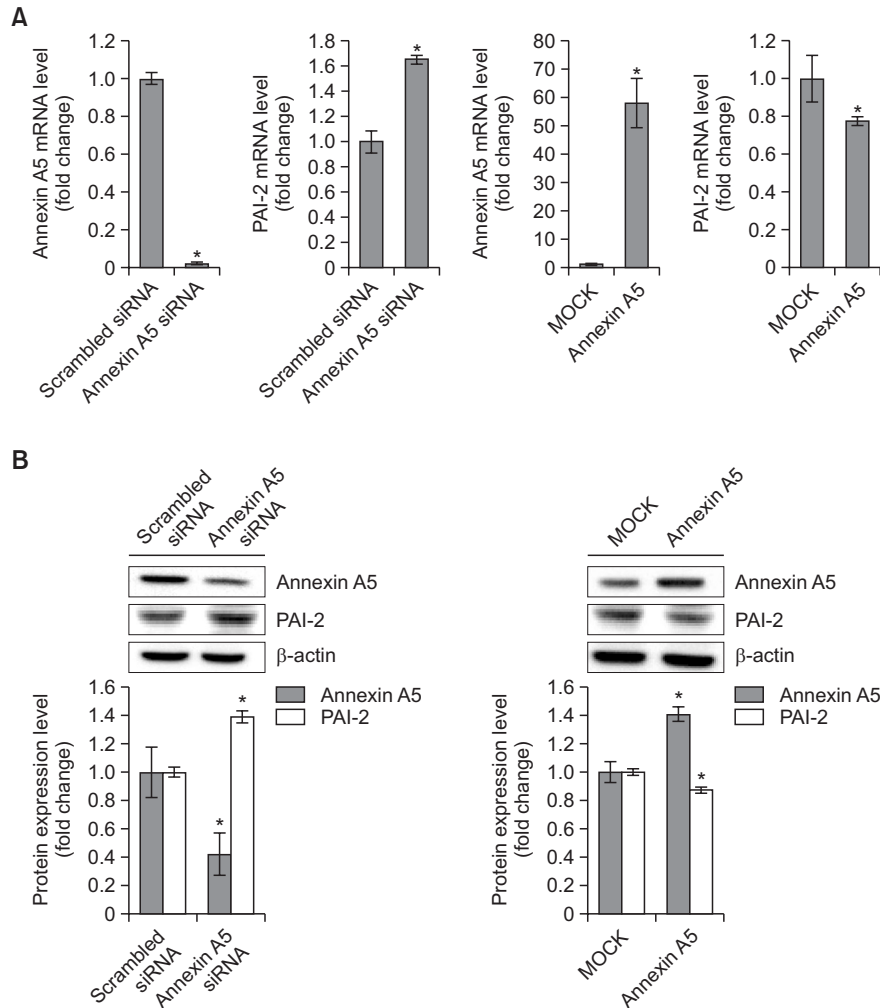 A
Annexin A5 mRNA level
(fold change)
1.2
1.0
0.8
0.6
0.4
0.2
0
*
Scrambled siRNA
Annexin A5 siRNA
PAI-2 mRNA level
(fold change)
1.8
1.6
1.4
1.2
1.0
0.8
0.6
0.4
0.2
0
*
Scrambled siRNA
Annexin A5 siRNA
Annexin A5 mRNA level
(fold change)
80
70
60
50
40
30
20
10
0
*
MOCK
Annexin A5
PAI-2 mRNA level
(fold change)
1.2
1.0
0.8
0.6
0.4
0.2
0
*
MOCK
Annexin A5
B
Scrambled
siRNA
Annexin A5
siRNA
Annexin A5
PAI-2
β-actin
Protein expression level
(fold change)
1.6
1.4
1.2
1.0
0.8
0.6
0.4
0.2
0
*
*
Annexin A5
PAI-2
Scrambled
siRNA
Annexin A5
siRNA
MOCK
Annexin A5
Annexin A5
PAI-2
β-actin
Protein expression level
(fold change)
1.6
1.4
1.2
1.0
0.8
0.6
0.4
0.2
0
*
*
Annexin A5
PAI-2
MOCK
Annexin A5